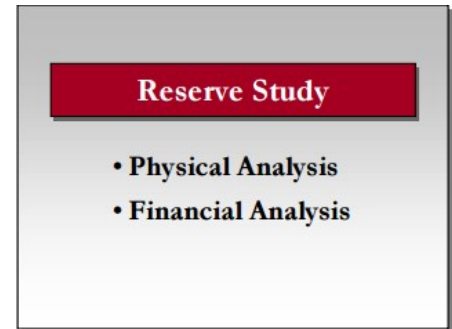 Reserve Study
• Physical Analysis
• Financial Analysis